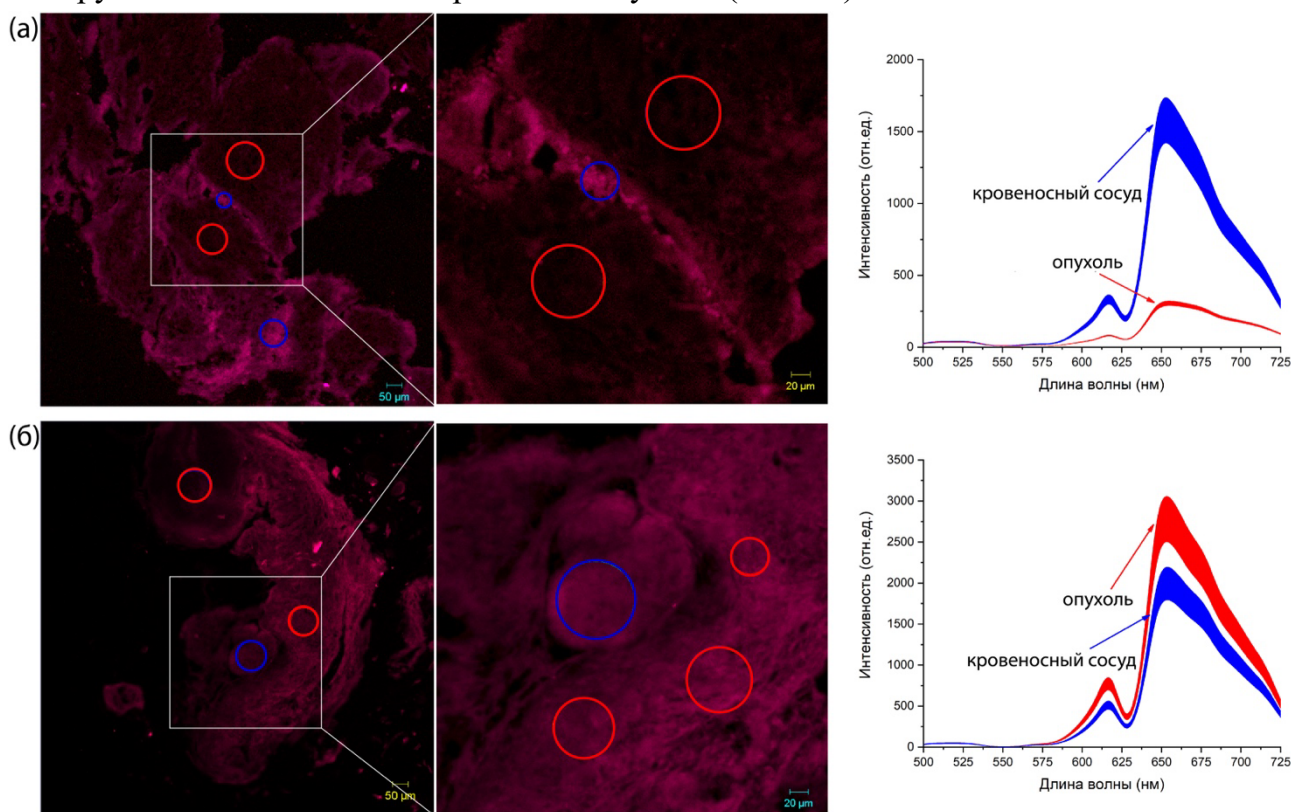 (а)
50 µm
20 µm
2000
1500
1000
500
0
500 525 550 575 600 625 650 675 700 725
Интенсивность (отн.ед.)
Длина волны (нм)
кровеносный сосуд
опухоль
(б)
50 µm
20 µm
3500
3000
2500
2000
1500
1000
500
0
500 525 550 575 600 625 650 675 700 725
Интенсивность (отн.ед.)
Длина волны (нм)
опухоль
кровеносный сосуд